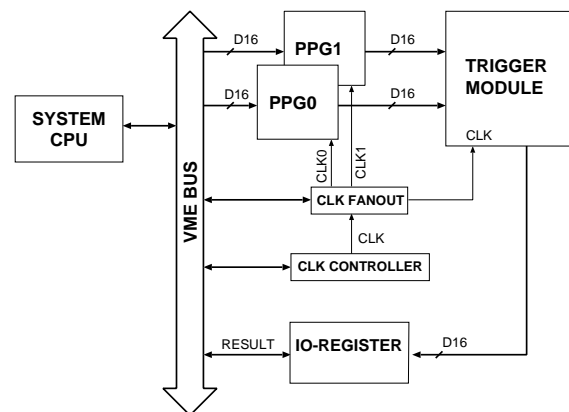 D16
PPG1
D16
TRIGGER
MODULE
D16
PPG0
D16
SYSTEM
CPU
VME BUS
CLK0
CLK1
CLK
CLK FANOUT
CLK
CLK CONTROLLER
RESULT
IO-REGISTER
D16